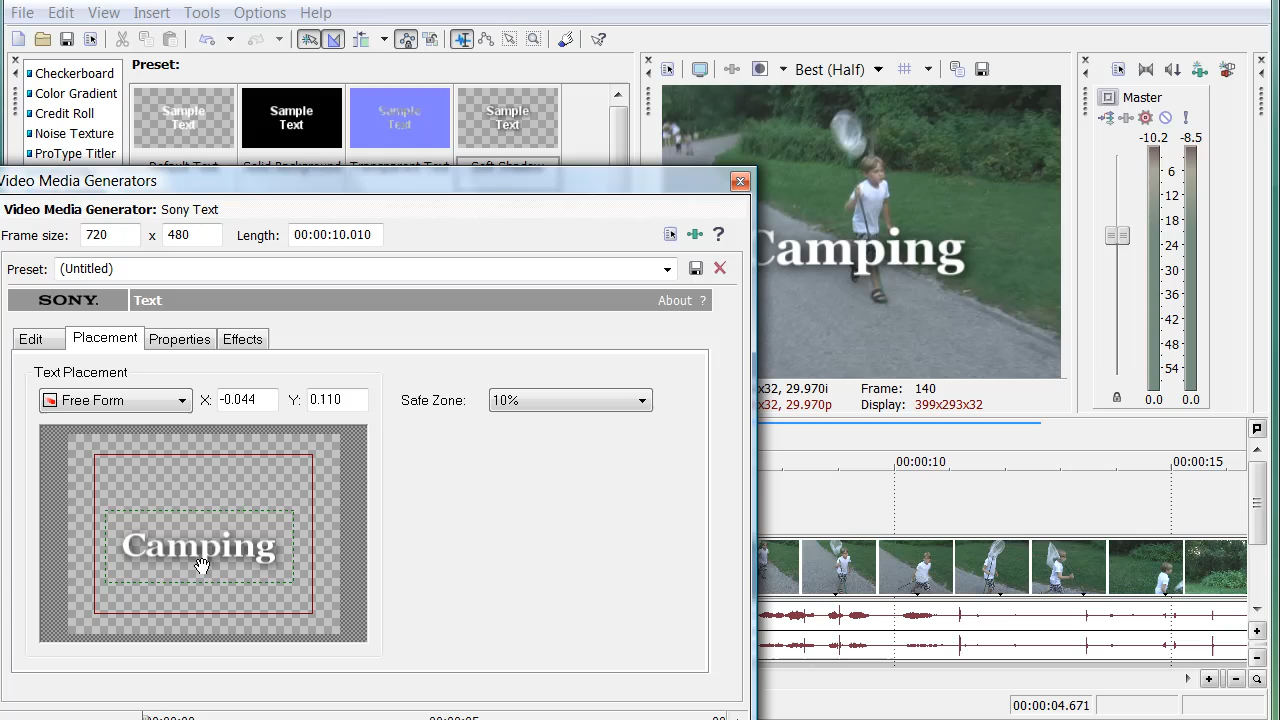 File Edit View Insert Tools Options Help
Preset:
Checkerboard
Color Gradient
Credit Roll
Noise Texture
ProType Titler
Sample Text
Sample Text
Sample Text
Sample Text
Best (Half)
Master
-10.2 -8.5
6
12
18
24
30
36
42
48
54
0.0 0.0
Camping
x32, 29.970i Frame: 140
x32, 29.970p Display: 399x293x32
Video Media Generators
Video Media Generator: Sony Text
Frame size: 720 x 480 Length: 00:00:10.010
Preset: (Untitled)
SONY. Text About ?
Edit Placement Properties Effects
Text Placement
Free Form X: -0.044 Y: 0.110 Safe Zone: 10%
Camping
00:00:10 00:00:15
00:00:04.671